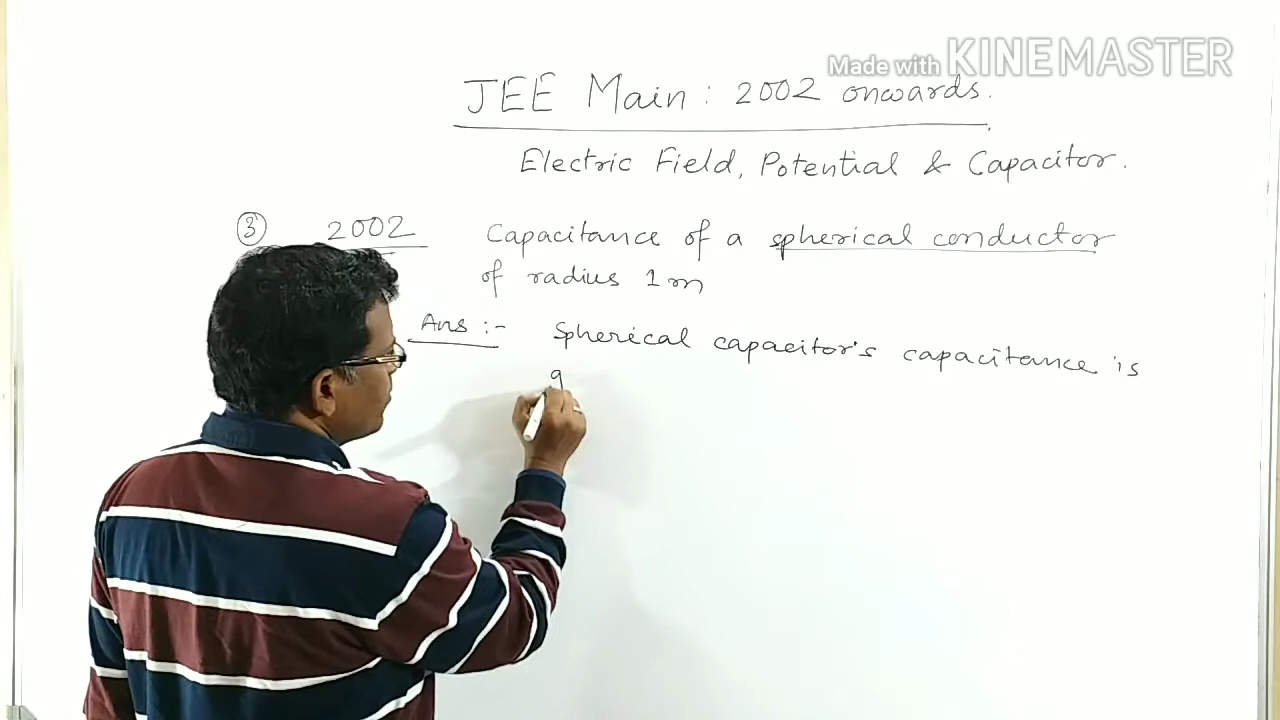 Made with KINEMASTER
JEE Main : 2002 onwards.
Electric Field, Potential & Capacitor.
③ 2002 Capacitance of a spherical conductor
of radius 1 m
Ans :- Spherical capacitor's capacitance is
g